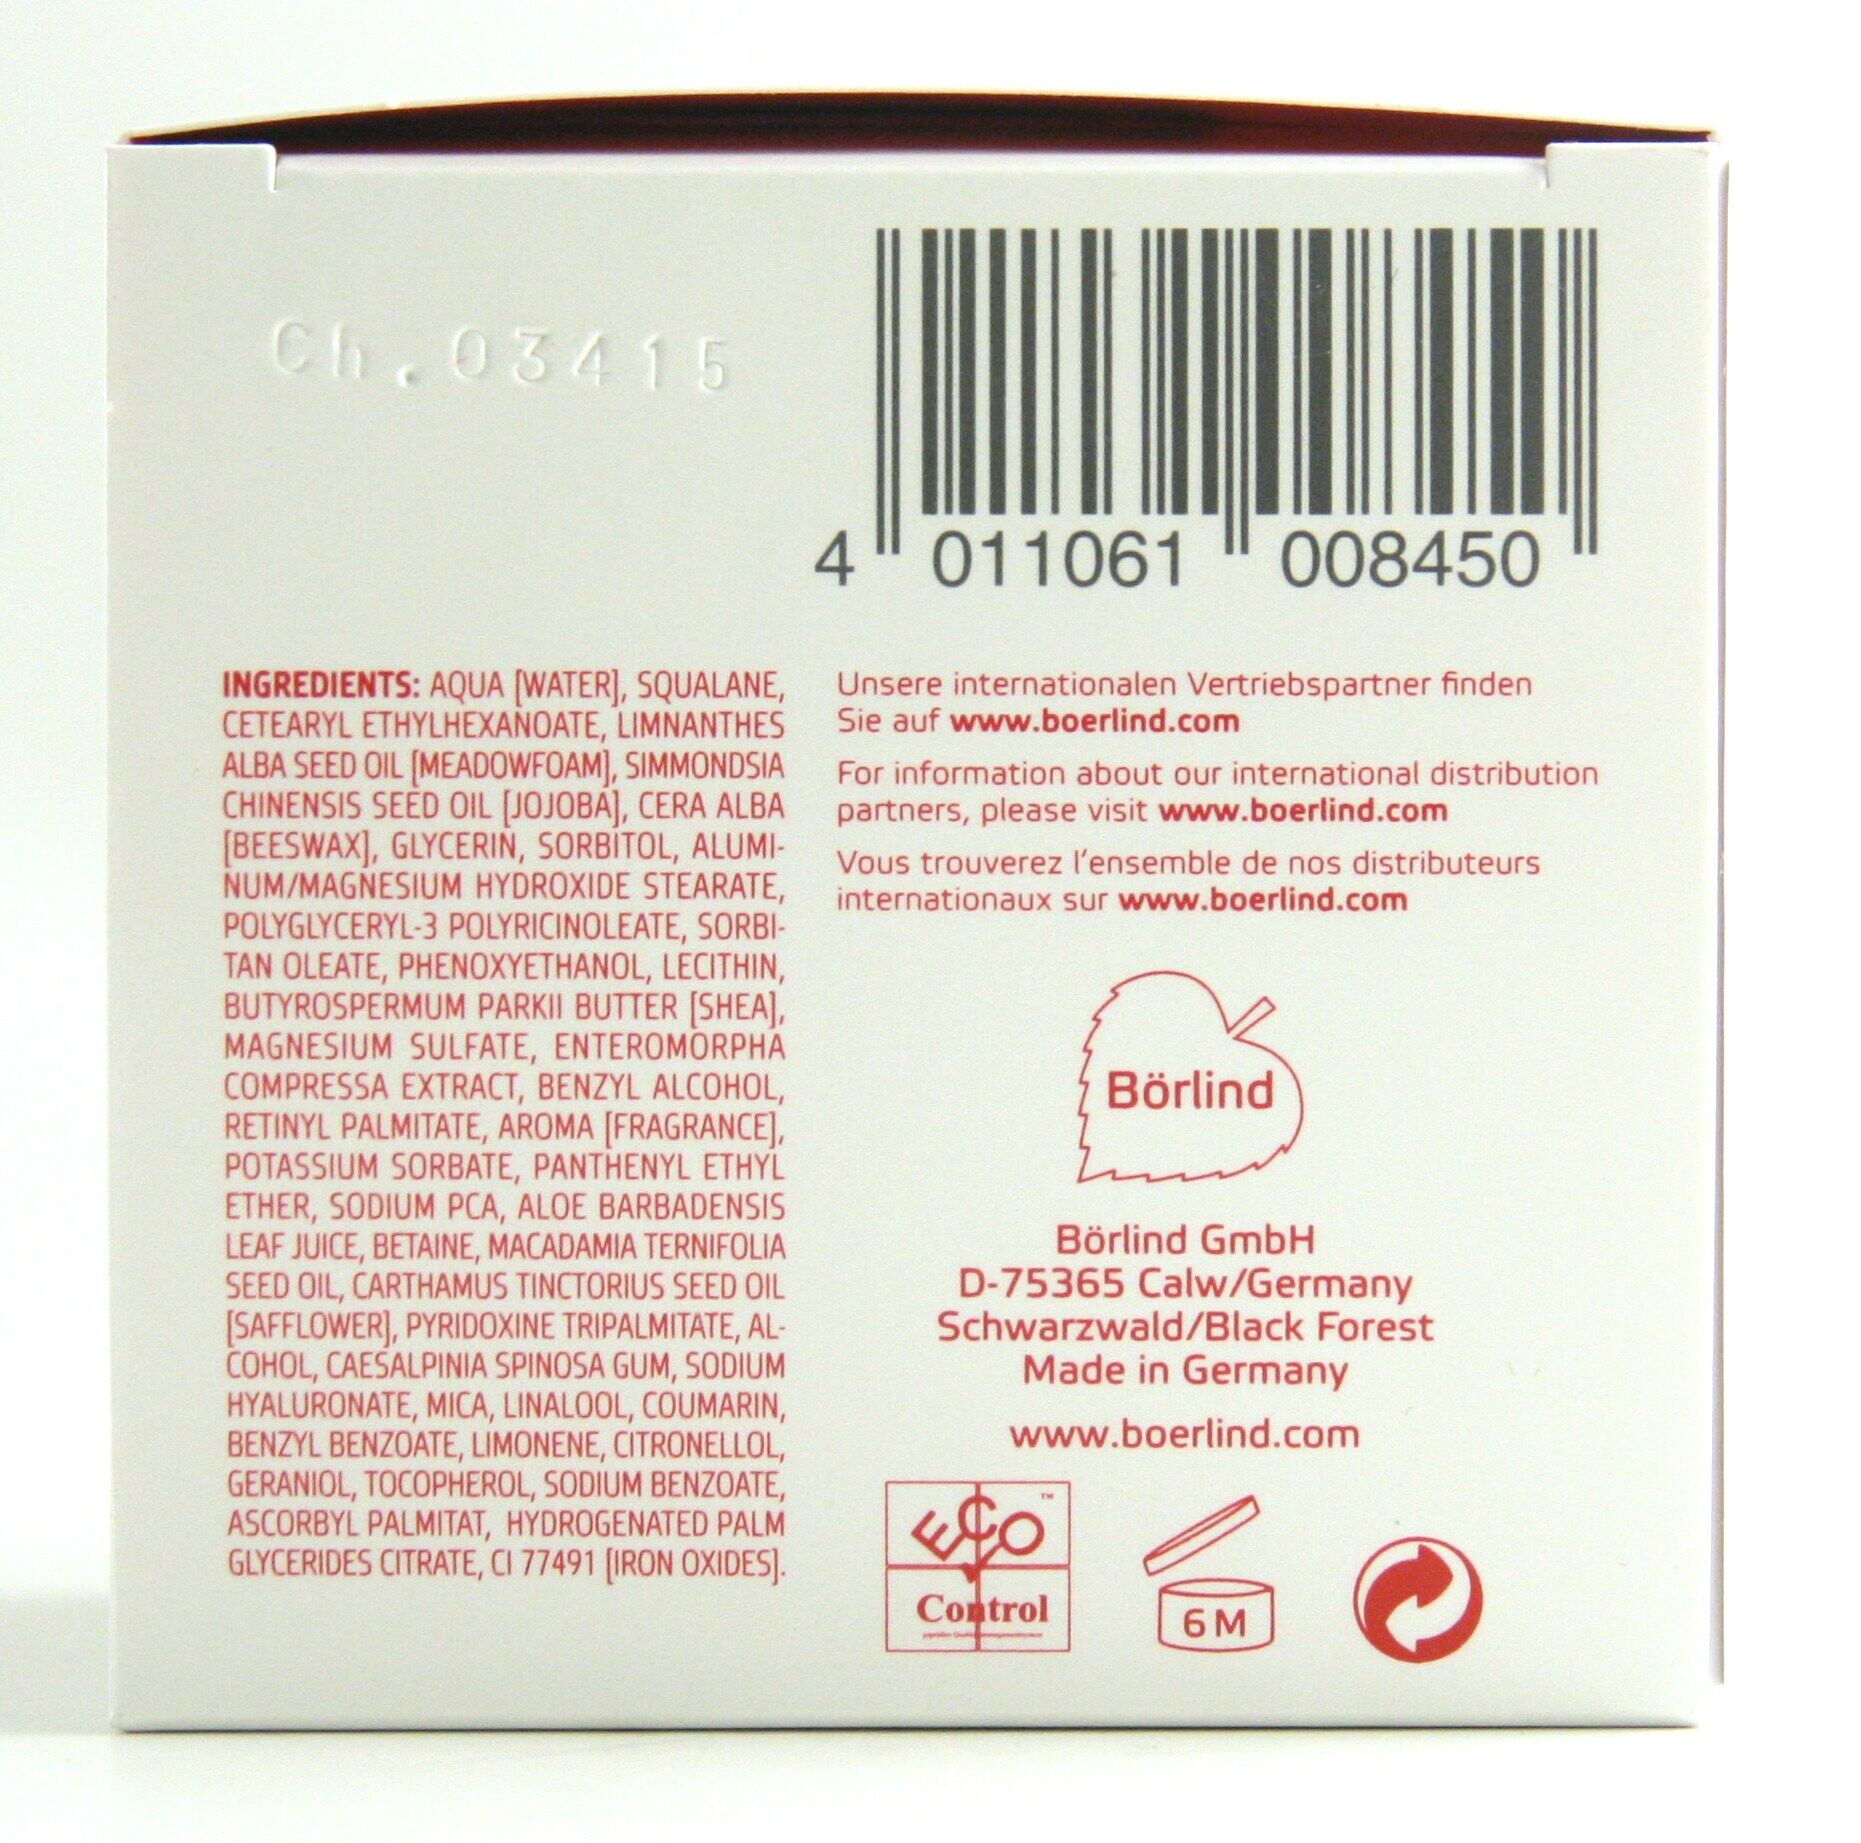 Ch.03415
4 011061 008450
INGREDIENTS: AQUA [WATER], SQUALANE,
CETEARYL ETHYLHEXANOATE, LIMNANTHES
ALBA SEED OIL [MEADOWFOAM], SIMMONDSIA
CHINENSIS SEED OIL [JOJOBA], CERA ALBA
[BEESWAX], GLYCERIN, SORBITOL, ALUMI-
NUM/MAGNESIUM HYDROXIDE STEARATE,
POLYGLYCERYL-3 POLYRICINOLEATE, SORBI-
TAN OLEATE, PHENOXYETHANOL, LECITHIN,
BUTYROSPERMUM PARKII BUTTER [SHEA],
MAGNESIUM SULFATE, ENTEROMORPHA
COMPRESSA EXTRACT, BENZYL ALCOHOL,
RETINYL PALMITATE, AROMA [FRAGRANCE],
POTASSIUM SORBATE, PANTHENYL ETHYL
ETHER, SODIUM PCA, ALOE BARBADENSIS
LEAF JUICE, BETAINE, MACADAMIA TERNIFOLIA
SEED OIL, CARTHAMUS TINCTORIUS SEED OIL
[SAFFLOWER], PYRIDOXINE TRIPALMITATE, AL-
COHOL, CAESALPINIA SPINOSA GUM, SODIUM
HYALURONATE, MICA, LINALOOL, COUMARIN,
BENZYL BENZOATE, LIMONENE, CITRONELLOL,
GERANIOL, TOCOPHEROL, SODIUM BENZOATE,
ASCORBYL PALMITAT, HYDROGENATED PALM
GLYCERIDES CITRATE, CI 77491 [IRON OXIDES].
Unsere internationalen Vertriebspartner finden
Sie auf www.boerlind.com
For information about our international distribution
partners, please visit www.boerlind.com
Vous trouverez l'ensemble de nos distributeurs
internationaux sur www.boerlind.com
Börlind
Börlind GmbH
D-75365 Calw/Germany
Schwarzwald/Black Forest
Made in Germany
www.boerlind.com
ECO™
Control
6 M